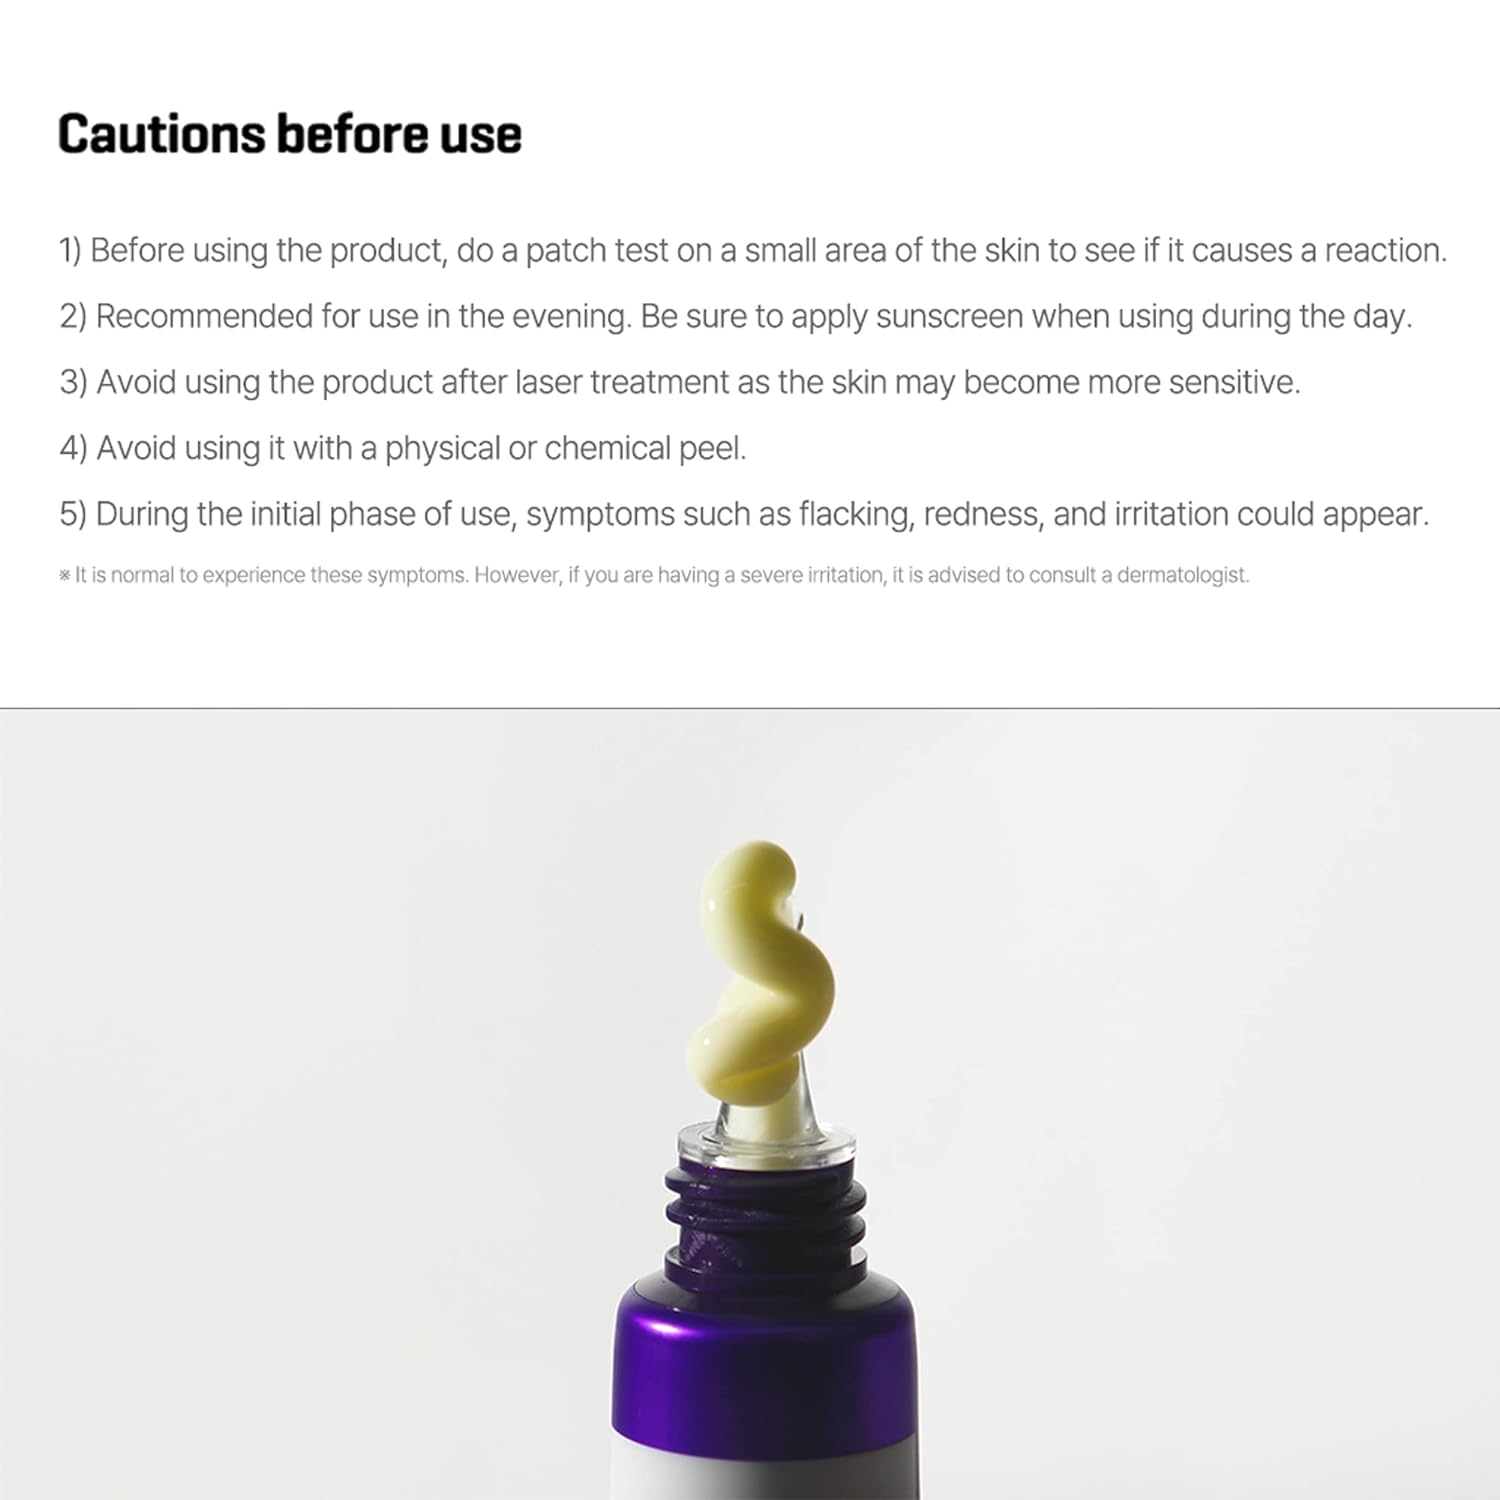 Cautions before use
1) Before using the product, do a patch test on a small area of the skin to see if it causes a reaction.
2) Recommended for use in the evening. Be sure to apply sunscreen when using during the day.
3) Avoid using the product after laser treatment as the skin may become more sensitive.
4) Avoid using it with a physical or chemical peel.
5) During the initial phase of use, symptoms such as flacking, redness, and irritation could appear.
※ It is normal to experience these symptoms. However, if you are having a severe irritation, it is advised to consult a dermatologist.